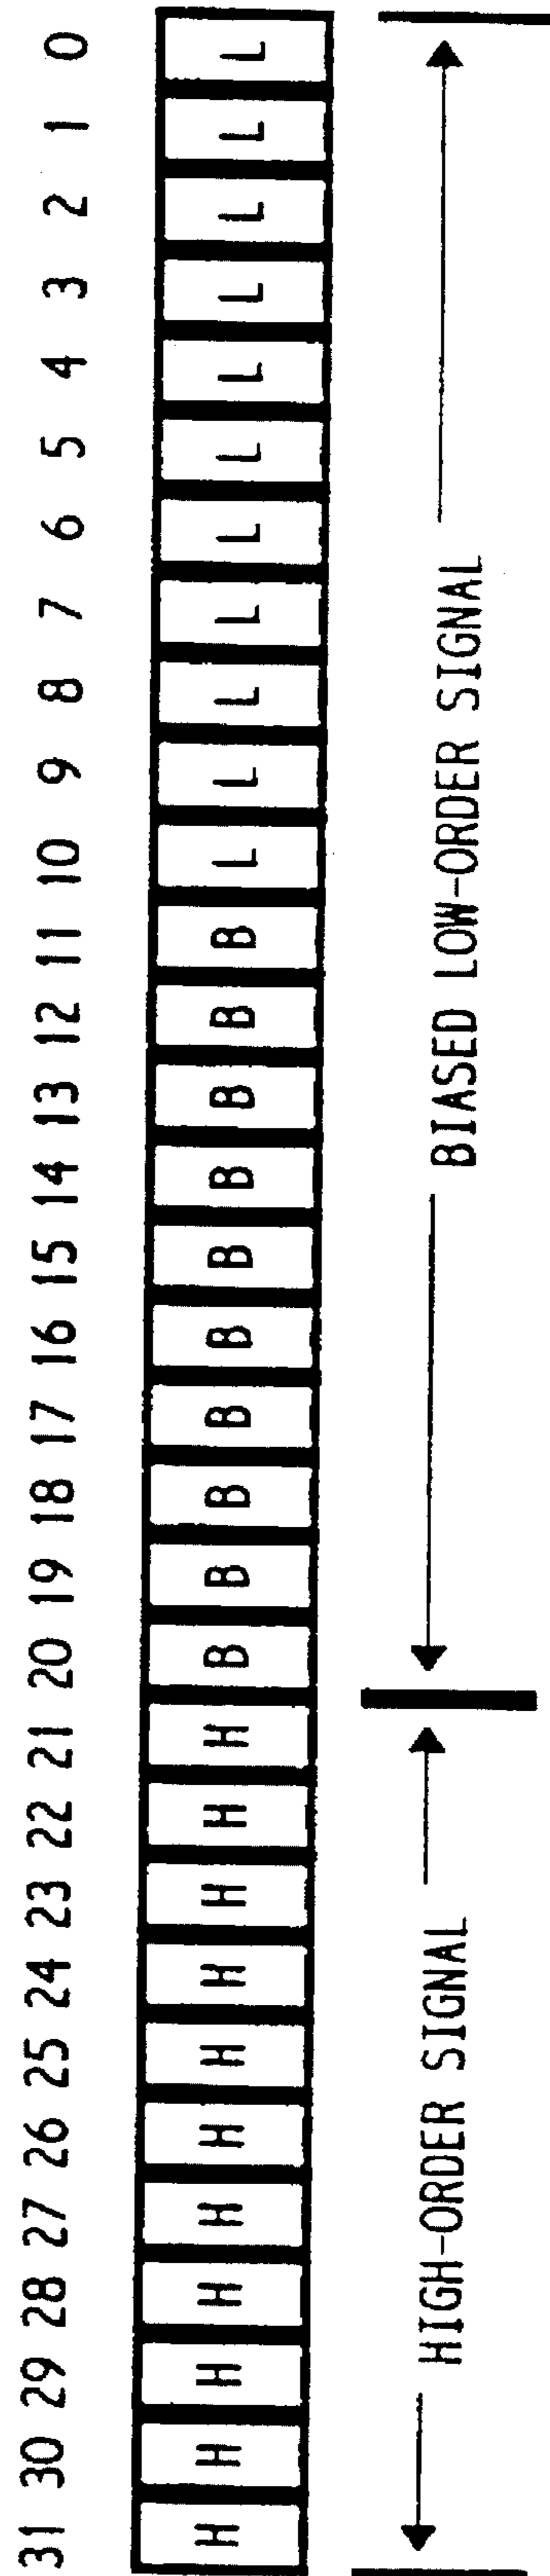 31 30 29 28 27 26 25 24 23 22 21 20 19 18 17 16 15 14 13 12 11 10 9 8 7 6 5 4 3 2 1 0
H H H H H H H H H H H B B B B B B B B B B L L L L L L L L L L L
HIGH-ORDER SIGNAL BIASED LOW-ORDER SIGNAL